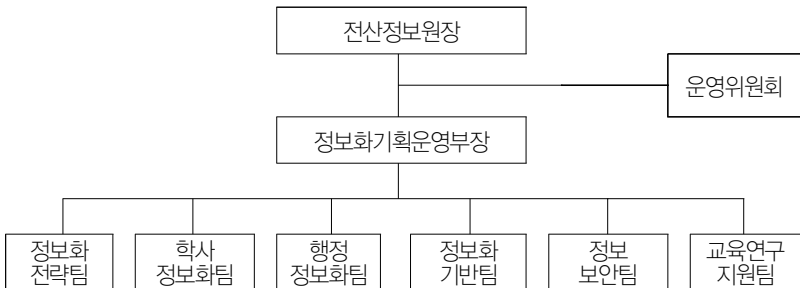 전산정보원장
운영위원회
정보화기획운영부장
정보화
전략팀
학사
정보화팀
행정
정보화팀
정보화
기반팀
정보
보안팀
교육연구
지원팀